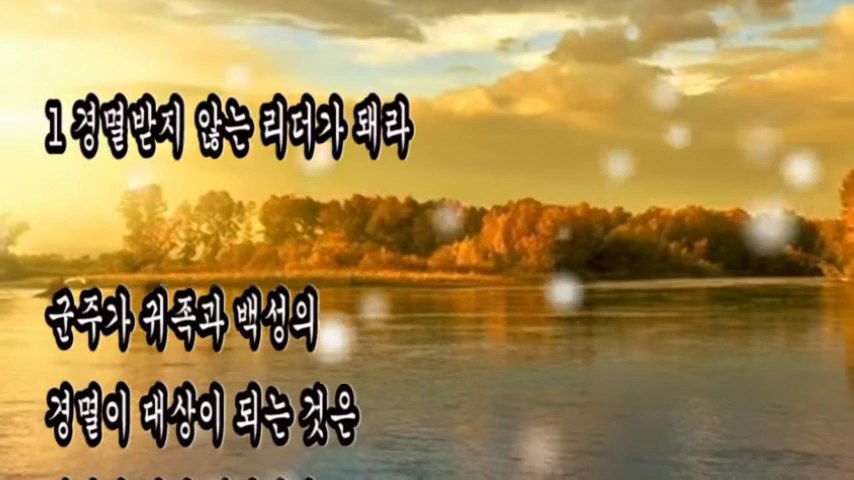 1 경멸받지 않는 리더가 돼라
군주가 귀족과 백성의
경멸이 대상이 되는 것은